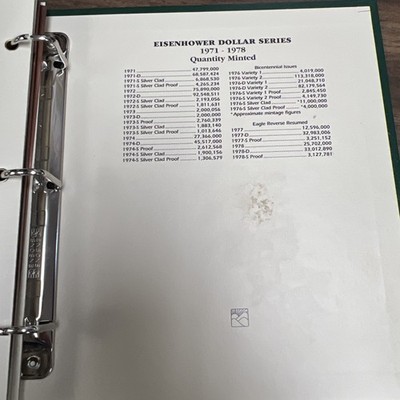 EISENHOWER DOLLAR SERIES
1971 - 1978
Quantity Minted
1971 47,799,000
1971-D 68,587,424
1971-S Silver Clad 6,868,530
1971-S Silver Clad Proof 4,265,234
1972 75,890,000
1972-D 92,548,511
1972-S Silver Clad 2,193,056
1972-S Silver Clad Proof 1,811,631
1973 2,000,056
1973-D 2,000,000
1973-S Proof 2,760,339
1973-S Silver Clad 1,883,140
1973-S Silver Clad Proof 1,013,646
1974 27,366,000
1974-D 45,517,000
1974-S Proof 2,612,568
1974-S Silver Clad 1,900,156
1974-S Silver Clad Proof 1,306,579
Bicentennial Issues
1976 Variety 1 4,019,000
1976 Variety 2 113,318,000
1976-D Variety 1 21,048,710
1976-D Variety 2 82,179,564
1976-S Variety 1 Proof 2,845,450
1976-S Variety 2 Proof 4,149,730
1976-S Silver Clad *11,000,000
1976-S Silver Clad Proof *4,000,000
*Approximate mintage figures
Eagle Reverse Resumed
1977 12,596,000
1977-D 32,983,006
1977-S Proof 3,251,152
1978 25,702,000
1978-D 33,012,890
1978-S Proof 3,127,781